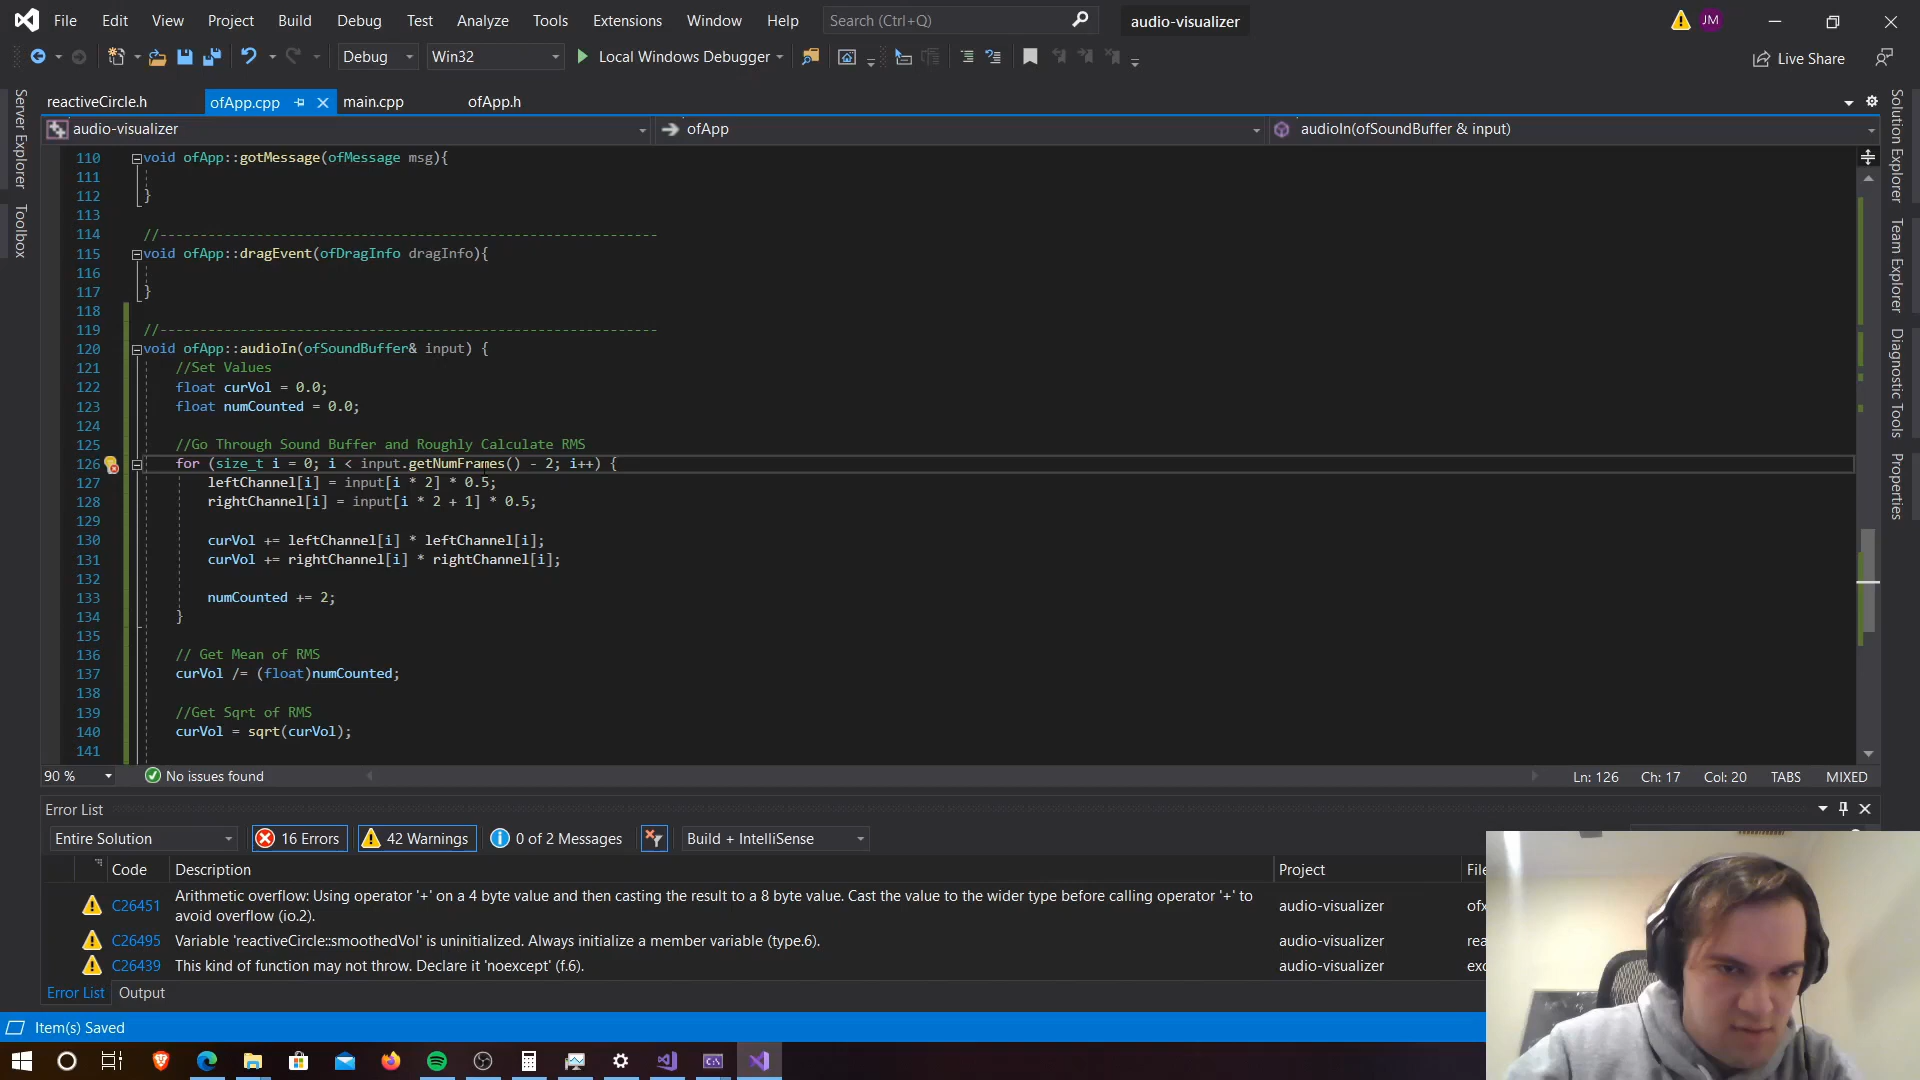 File Edit View Project Build Debug Test Analyze Tools Extensions Window Help Search (Ctrl+Q) audio-visualizer JM
Debug Win32 Local Windows Debugger Live Share
reactiveCircle.h ofApp.cpp main.cpp ofApp.h
audio-visualizer ofApp audioIn(ofSoundBuffer & input)
Server Explorer
Toolbox
Solution Explorer
Team Explorer
Diagnostic Tools
Properties
110 void ofApp::gotMessage(ofMessage msg){
111
112 }
113
114 //--------------------------------------------------------------
115 void ofApp::dragEvent(ofDragInfo dragInfo){
116
117 }
118
119 //--------------------------------------------------------------
120 void ofApp::audioIn(ofSoundBuffer& input) {
121 //Set Values
122 float curVol = 0.0;
123 float numCounted = 0.0;
124
125 //Go Through Sound Buffer and Roughly Calculate RMS
126 for (size_t i = 0; i < input.getNumFrames() - 2; i++) {
127 leftChannel[i] = input[i * 2] * 0.5;
128 rightChannel[i] = input[i * 2 + 1] * 0.5;
129
130 curVol += leftChannel[i] * leftChannel[i];
131 curVol += rightChannel[i] * rightChannel[i];
132
133 numCounted += 2;
134 }
135
136 // Get Mean of RMS
137 curVol /= (float)numCounted;
138
139 //Get Sqrt of RMS
140 curVol = sqrt(curVol);
141
90 % No issues found Ln: 126 Ch: 17 Col: 20 TABS MIXED
Error List
Entire Solution 16 Errors 42 Warnings 0 of 2 Messages Build + IntelliSense
Code Description Project
C26451 Arithmetic overflow: Using operator '+' on a 4 byte value and then casting the result to a 8 byte value. Cast the value to the wider type before calling operator '+' to
avoid overflow (io.2). audio-visualizer
C26495 Variable 'reactiveCircle::smoothedVol' is uninitialized. Always initialize a member variable (type.6). audio-visualizer
C26439 This kind of function may not throw. Declare it 'noexcept' (f.6). audio-visualizer
Error List Output
Item(s) Saved